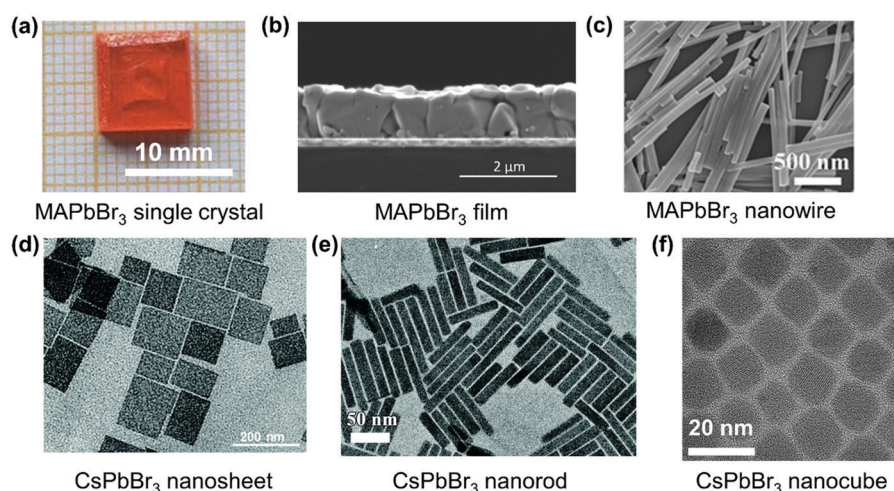 (a)
10 mm
MAPbBr₃ single crystal
(b)
2 µm
MAPbBr₃ film
(c)
500 nm
MAPbBr₃ nanowire
(d)
200 nm
CsPbBr₃ nanosheet
(e)
50 nm
CsPbBr₃ nanorod
(f)
20 nm
CsPbBr₃ nanocube